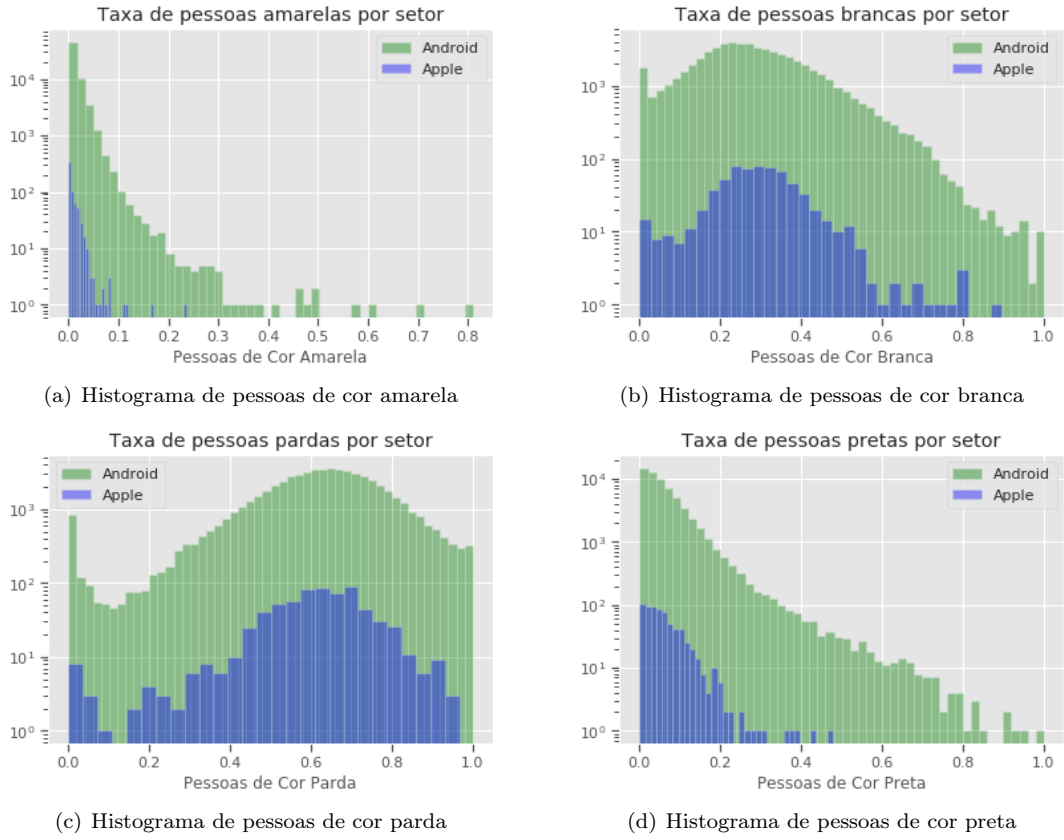 Taxa de pessoas amarelas por setor
Android
Apple
10⁴
10³
10²
10¹
10⁰
0.0 0.1 0.2 0.3 0.4 0.5 0.6 0.7 0.8
Pessoas de Cor Amarela
(a) Histograma de pessoas de cor amarela
Taxa de pessoas brancas por setor
Android
Apple
10³
10²
10¹
10⁰
0.0 0.2 0.4 0.6 0.8 1.0
Pessoas de Cor Branca
(b) Histograma de pessoas de cor branca
Taxa de pessoas pardas por setor
Android
Apple
10³
10²
10¹
10⁰
0.0 0.2 0.4 0.6 0.8 1.0
Pessoas de Cor Parda
(c) Histograma de pessoas de cor parda
Taxa de pessoas pretas por setor
Android
Apple
10⁴
10³
10²
10¹
10⁰
0.0 0.2 0.4 0.6 0.8 1.0
Pessoas de Cor Preta
(d) Histograma de pessoas de cor preta